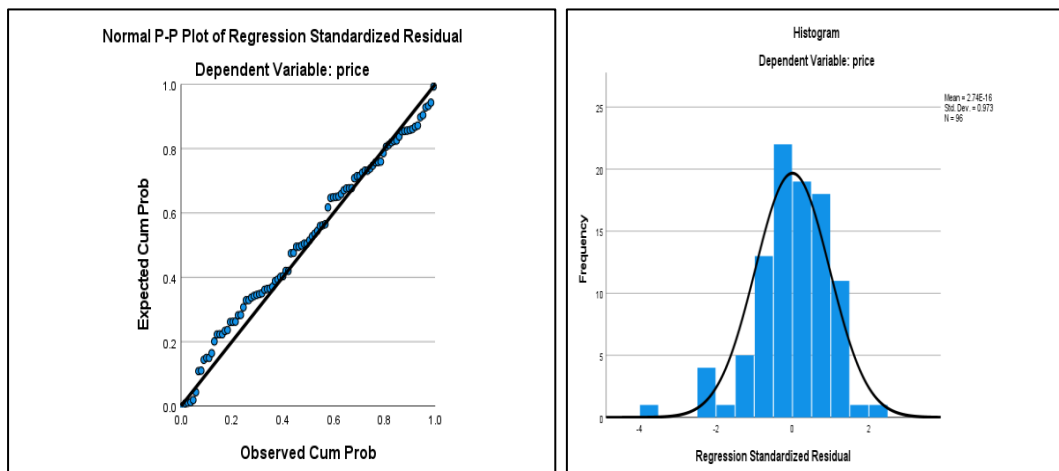 Normal P-P Plot of Regression Standardized Residual
Dependent Variable: price
1.0
0.8
0.6
0.4
0.2
0.0
Expected Cum Prob
0.0 0.2 0.4 0.6 0.8 1.0
Observed Cum Prob
Histogram
Dependent Variable: price
Mean = 2.74E-16
Std. Dev. = 0.973
N = 96
25
20
15
10
5
0
Frequency
-4 -2 0 2
Regression Standardized Residual